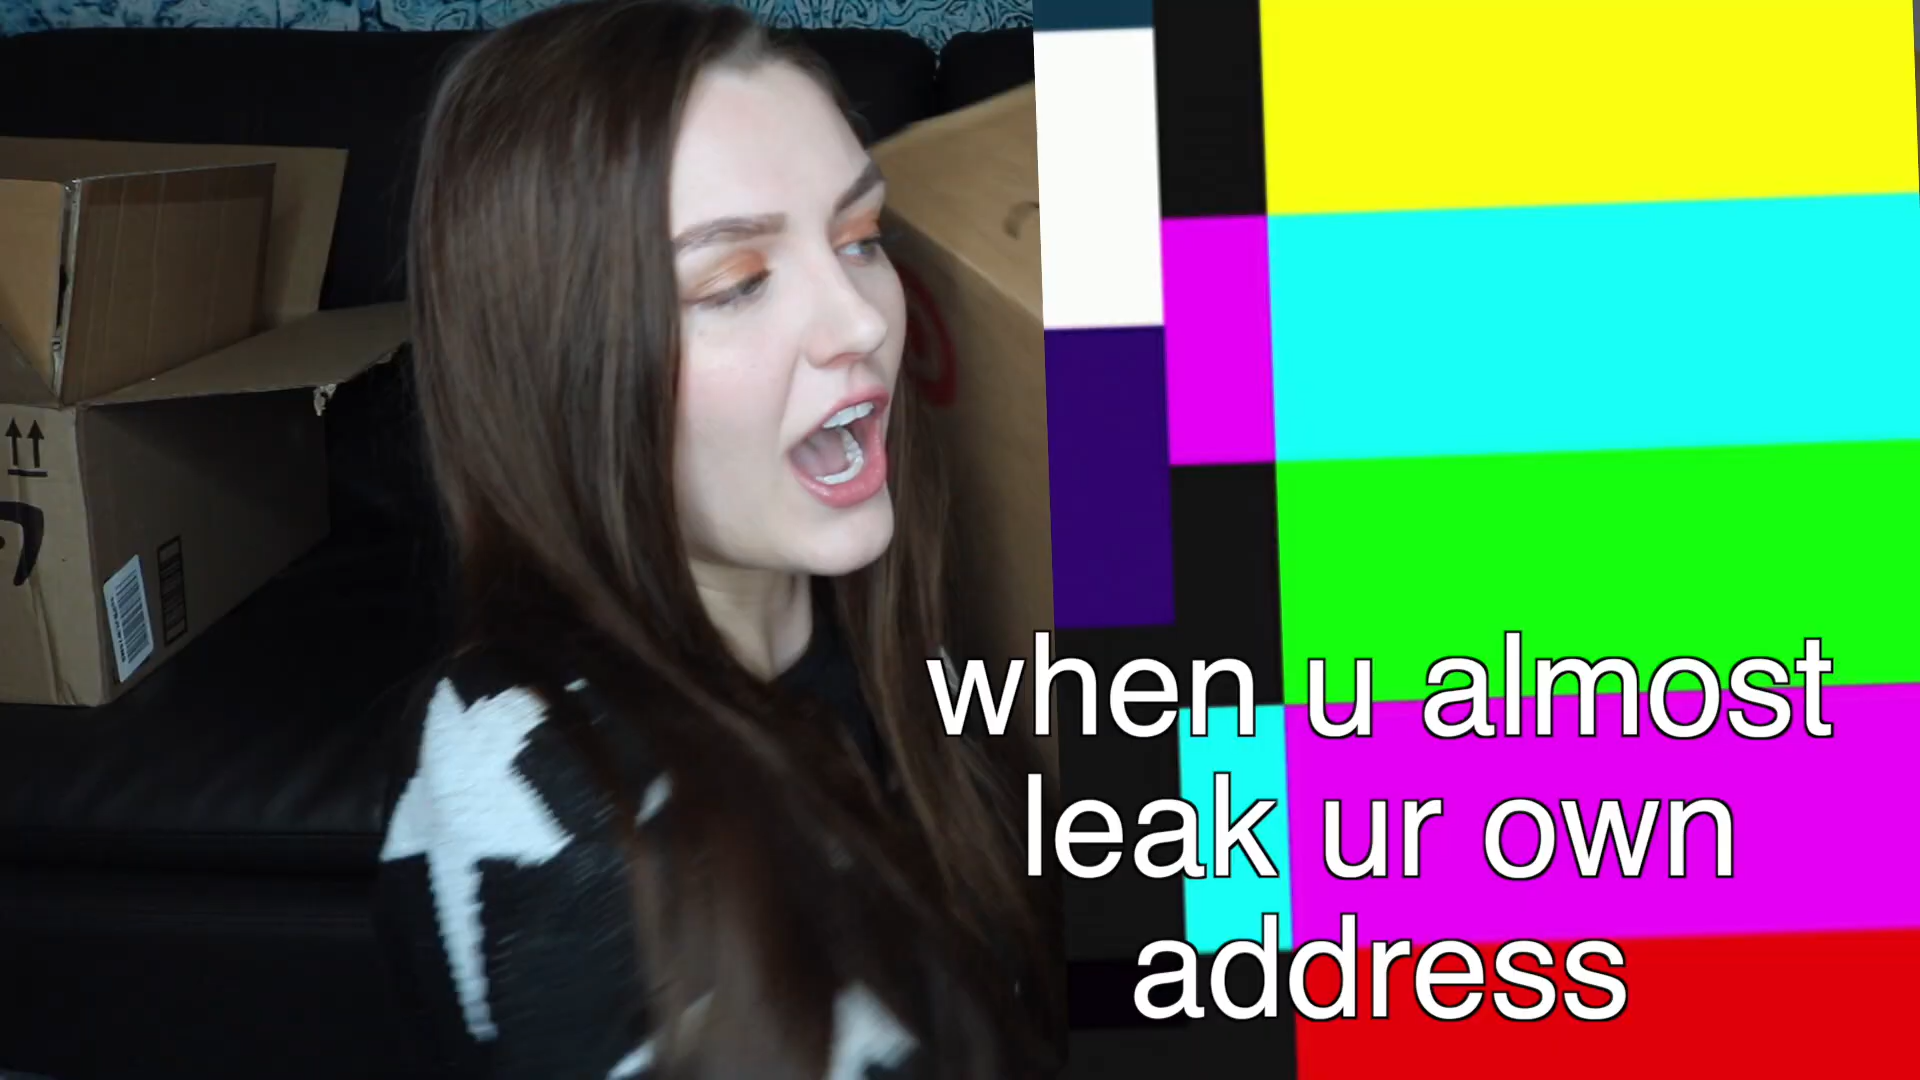 when u almost
leak ur own
address